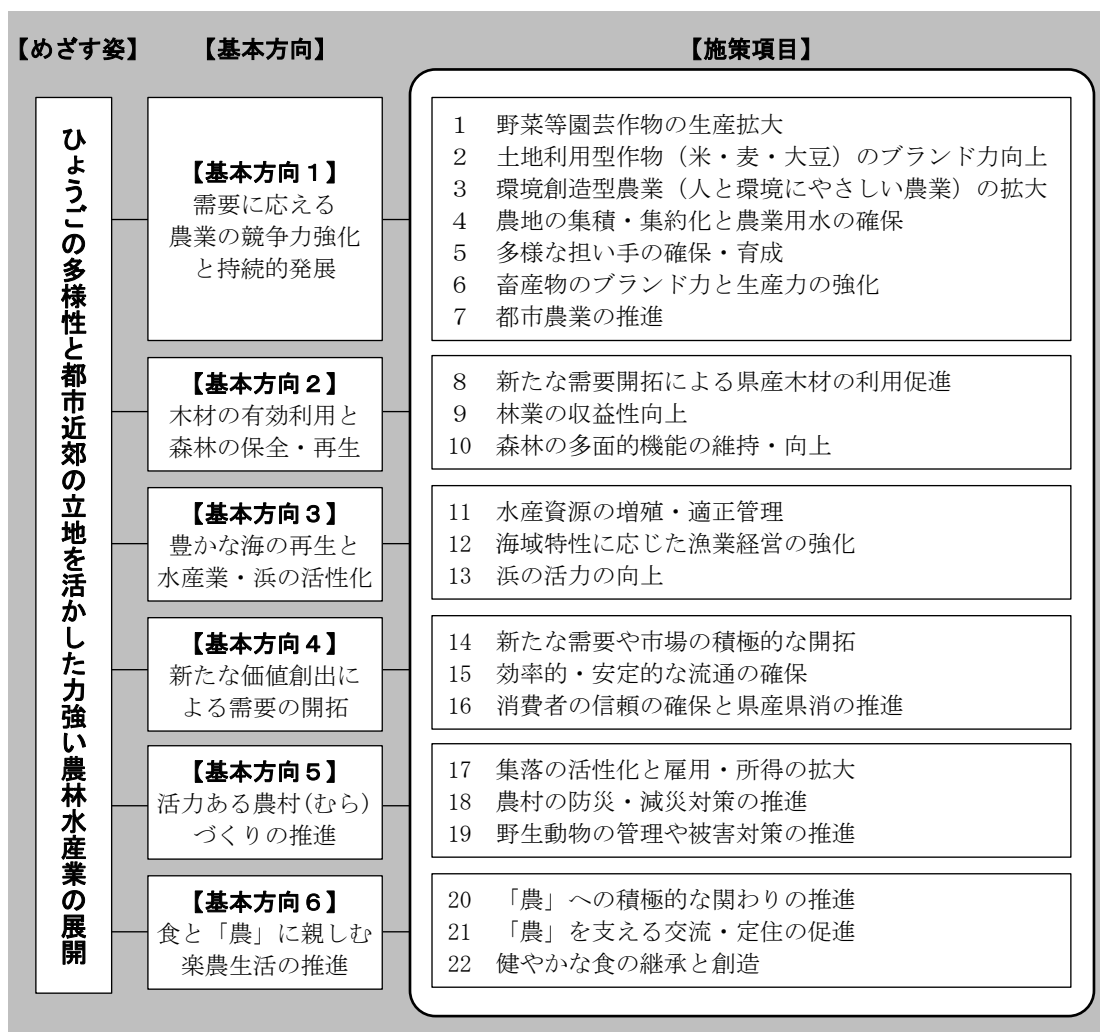 【めざす姿】
【基本方向】
【施策項目】
ひょうごの多様性と都市近郊の立地を活かした力強い農林水産業の展開
【基本方向１】
需要に応える
農業の競争力強化
と持続的発展
１ 野菜等園芸作物の生産拡大
２ 土地利用型作物（米・麦・大豆）のブランド力向上
３ 環境創造型農業（人と環境にやさしい農業）の拡大
４ 農地の集積・集約化と農業用水の確保
５ 多様な担い手の確保・育成
６ 畜産物のブランド力と生産力の強化
７ 都市農業の推進
【基本方向２】
木材の有効利用と
森林の保全・再生
８ 新たな需要開拓による県産木材の利用促進
９ 林業の収益性向上
10 森林の多面的機能の維持・向上
【基本方向３】
豊かな海の再生と
水産業・浜の活性化
11 水産資源の増殖・適正管理
12 海域特性に応じた漁業経営の強化
13 浜の活力の向上
【基本方向４】
新たな価値創出に
よる需要の開拓
14 新たな需要や市場の積極的な開拓
15 効率的・安定的な流通の確保
16 消費者の信頼の確保と県産県消の推進
【基本方向５】
活力ある農村(むら)
づくりの推進
17 集落の活性化と雇用・所得の拡大
18 農村の防災・減災対策の推進
19 野生動物の管理や被害対策の推進
【基本方向６】
食と「農」に親しむ
楽農生活の推進
20 「農」への積極的な関わりの推進
21 「農」を支える交流・定住の促進
22 健やかな食の継承と創造